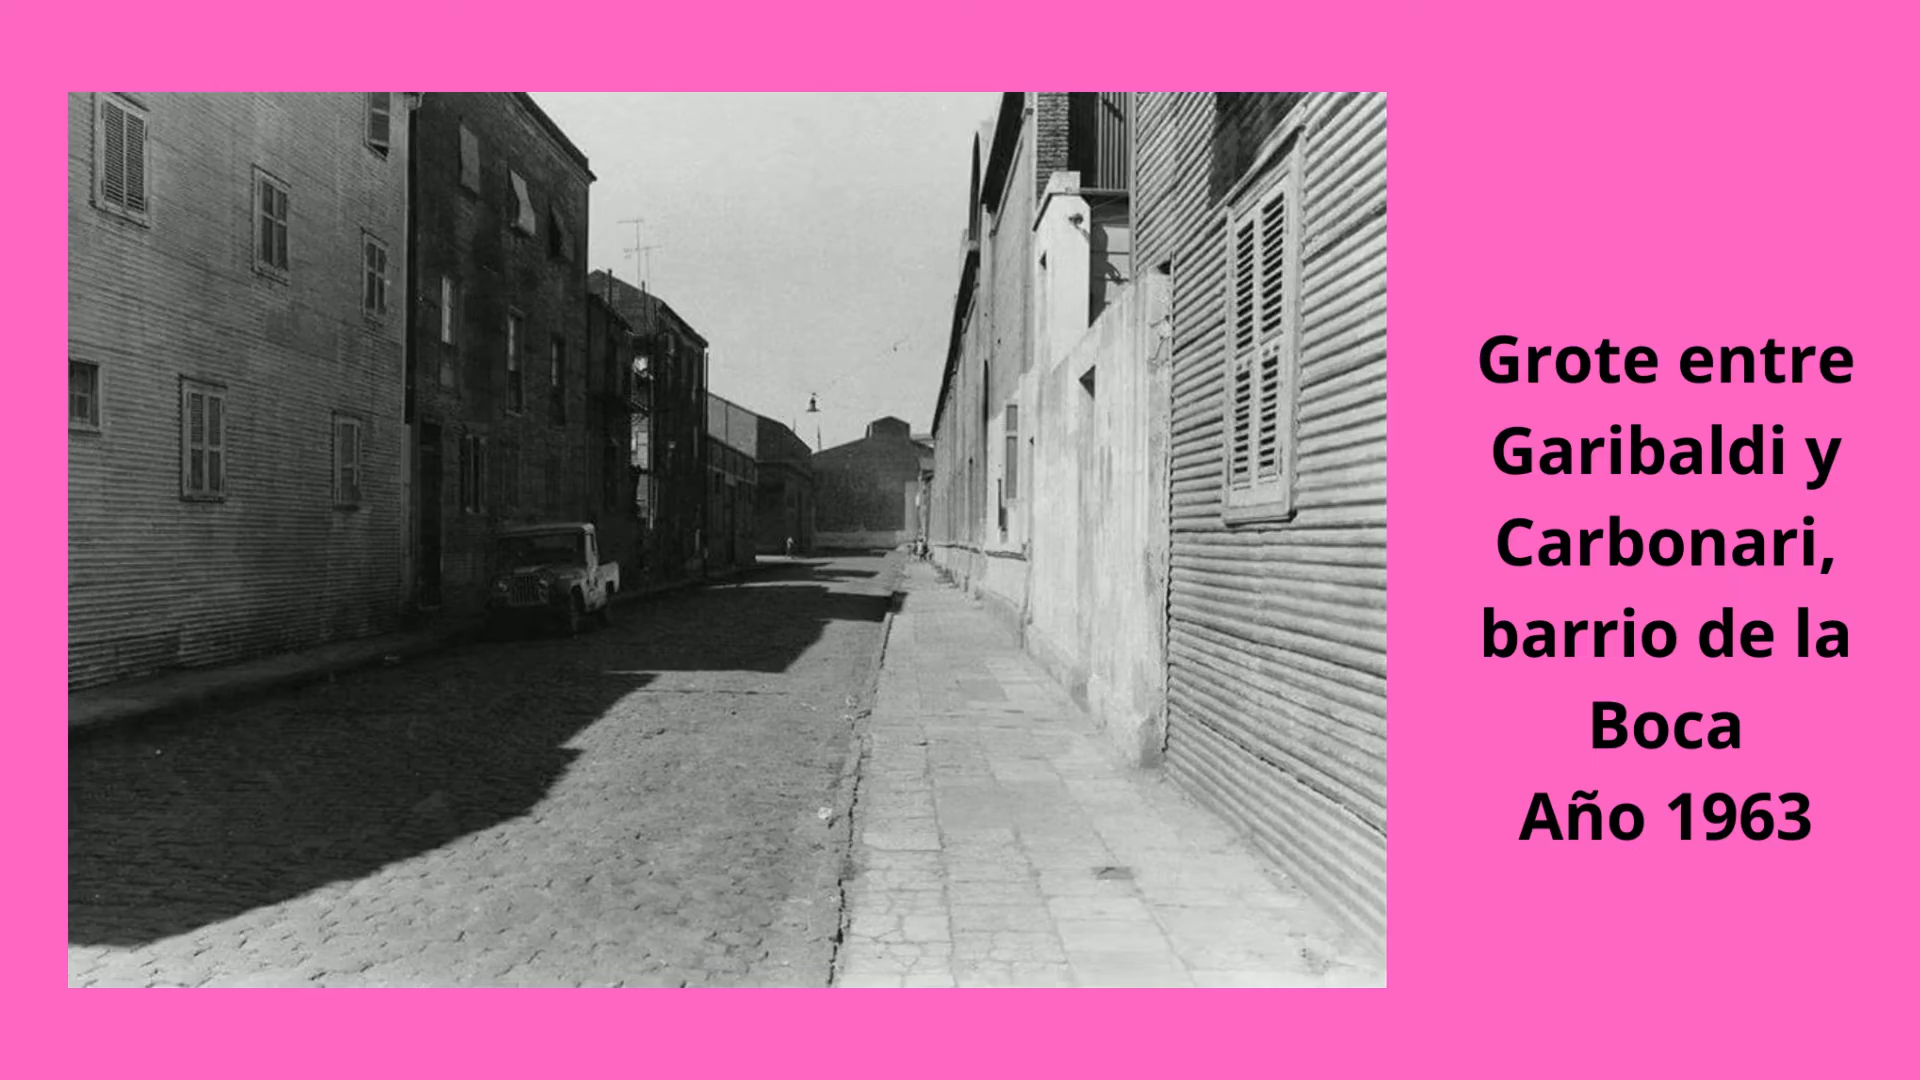 Grote entre
Garibaldi y
Carbonari,
barrio de la
Boca
Año 1963